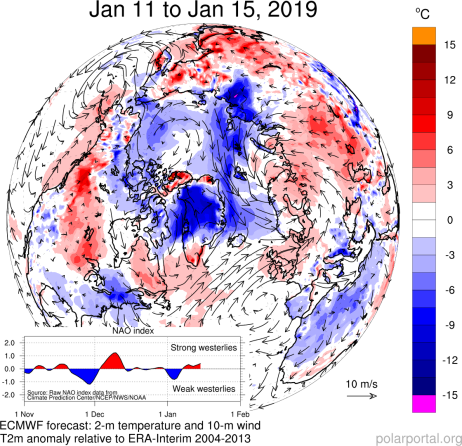 Jan 11 to Jan 15, 2019
°C
15
12
9
6
3
0
-3
-6
-9
-12
-15
NAO index
2.0
1.0
0.0
-1.0
-2.0
Strong westerlies
Weak westerlies
Source: Raw NAO index data from
Climate Prediction Center/NCEP/NWS/NOAA
1 Nov
1 Dec
1 Jan
1 Feb
10 m/s
ECMWF forecast: 2-m temperature and 10-m wind
T2m anomaly relative to ERA-Interim 2004-2013
polarportal.org